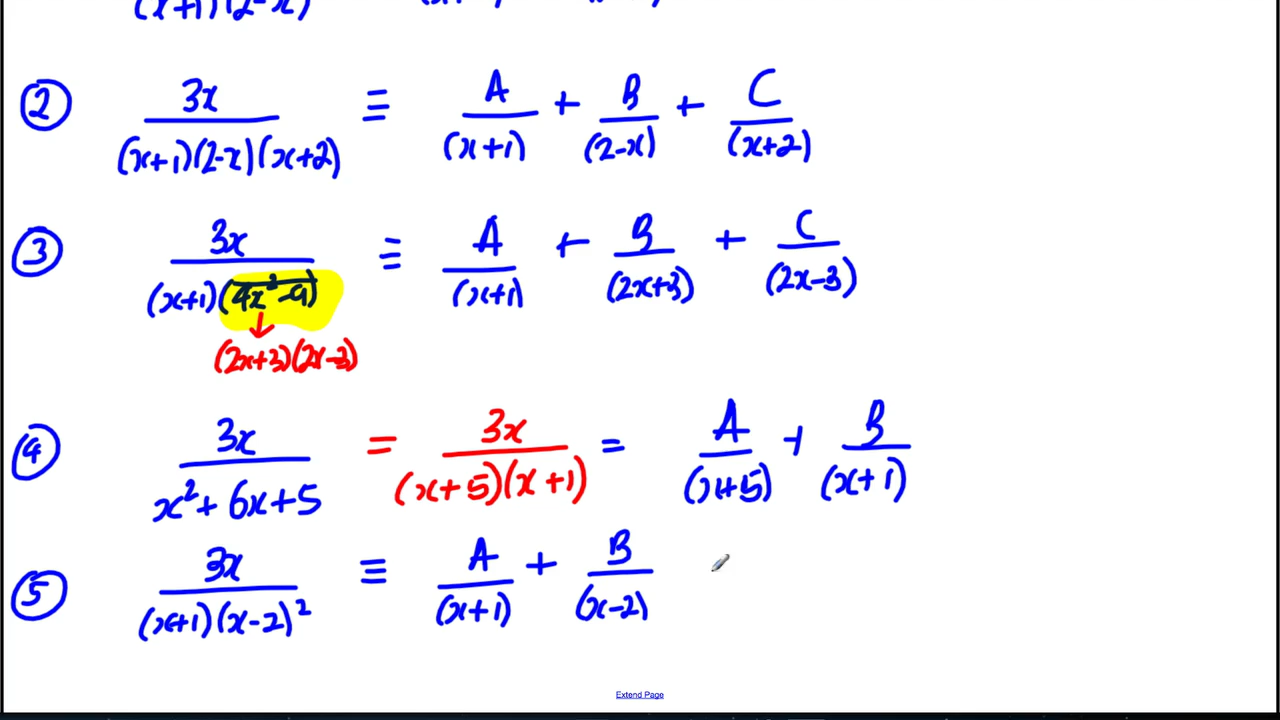 ② 3x/((x+1)(2-x)(x+2)) ≡ A/(x+1) + B/(2-x) + C/(x+2)
③ 3x/((x+1)(4x²-9)) ≡ A/(x+1) + B/(2x+3) + C/(2x-3)
(2x+3)(2x-3)
④ 3x/(x²+6x+5) = 3x/((x+5)(x+1)) = A/(x+5) + B/(x+1)
⑤ 3x/((x+1)(x-2)²) ≡ A/(x+1) + B/(x-2)
Extend Page